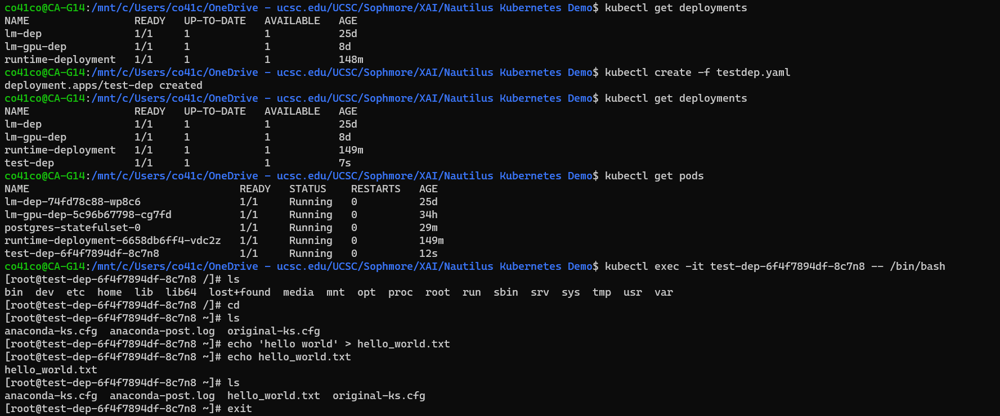 co41co@CA-G14:/mnt/c/Users/co41c/OneDrive - ucsc.edu/UCSC/Sophmore/XAI/Nautilus Kubernetes Demo$ kubectl get deployments
NAME                 READY   UP-TO-DATE   AVAILABLE   AGE
lm-dep               1/1     1            1           25d
lm-gpu-dep           1/1     1            1           8d
runtime-deployment   1/1     1            1           148m
co41co@CA-G14:/mnt/c/Users/co41c/OneDrive - ucsc.edu/UCSC/Sophmore/XAI/Nautilus Kubernetes Demo$ kubectl create -f testdep.yaml
deployment.apps/test-dep created
co41co@CA-G14:/mnt/c/Users/co41c/OneDrive - ucsc.edu/UCSC/Sophmore/XAI/Nautilus Kubernetes Demo$ kubectl get deployments
NAME                 READY   UP-TO-DATE   AVAILABLE   AGE
lm-dep               1/1     1            1           25d
lm-gpu-dep           1/1     1            1           8d
runtime-deployment   1/1     1            1           149m
test-dep             1/1     1            1           7s
co41co@CA-G14:/mnt/c/Users/co41c/OneDrive - ucsc.edu/UCSC/Sophmore/XAI/Nautilus Kubernetes Demo$ kubectl get pods
NAME                                  READY   STATUS    RESTARTS   AGE
lm-dep-74fd78c88-wp8c6                1/1     Running   0          25d
lm-gpu-dep-5c96b67798-cg7fd           1/1     Running   0          34h
postgres-statefulset-0                1/1     Running   0          29m
runtime-deployment-6658db6ff4-vdc2z   1/1     Running   0          149m
test-dep-6f4f7894df-8c7n8             1/1     Running   0          12s
co41co@CA-G14:/mnt/c/Users/co41c/OneDrive - ucsc.edu/UCSC/Sophmore/XAI/Nautilus Kubernetes Demo$ kubectl exec -it test-dep-6f4f7894df-8c7n8 -- /bin/bash
[root@test-dep-6f4f7894df-8c7n8 /]# ls
bin  dev  etc  home  lib  lib64  lost+found  media  mnt  opt  proc  root  run  sbin  srv  sys  tmp  usr  var
[root@test-dep-6f4f7894df-8c7n8 /]# cd
[root@test-dep-6f4f7894df-8c7n8 ~]# ls
anaconda-ks.cfg  anaconda-post.log  original-ks.cfg
[root@test-dep-6f4f7894df-8c7n8 ~]# echo 'hello world' > hello_world.txt
[root@test-dep-6f4f7894df-8c7n8 ~]# echo hello_world.txt
hello_world.txt
[root@test-dep-6f4f7894df-8c7n8 ~]# ls
anaconda-ks.cfg  anaconda-post.log  hello_world.txt  original-ks.cfg
[root@test-dep-6f4f7894df-8c7n8 ~]# exit